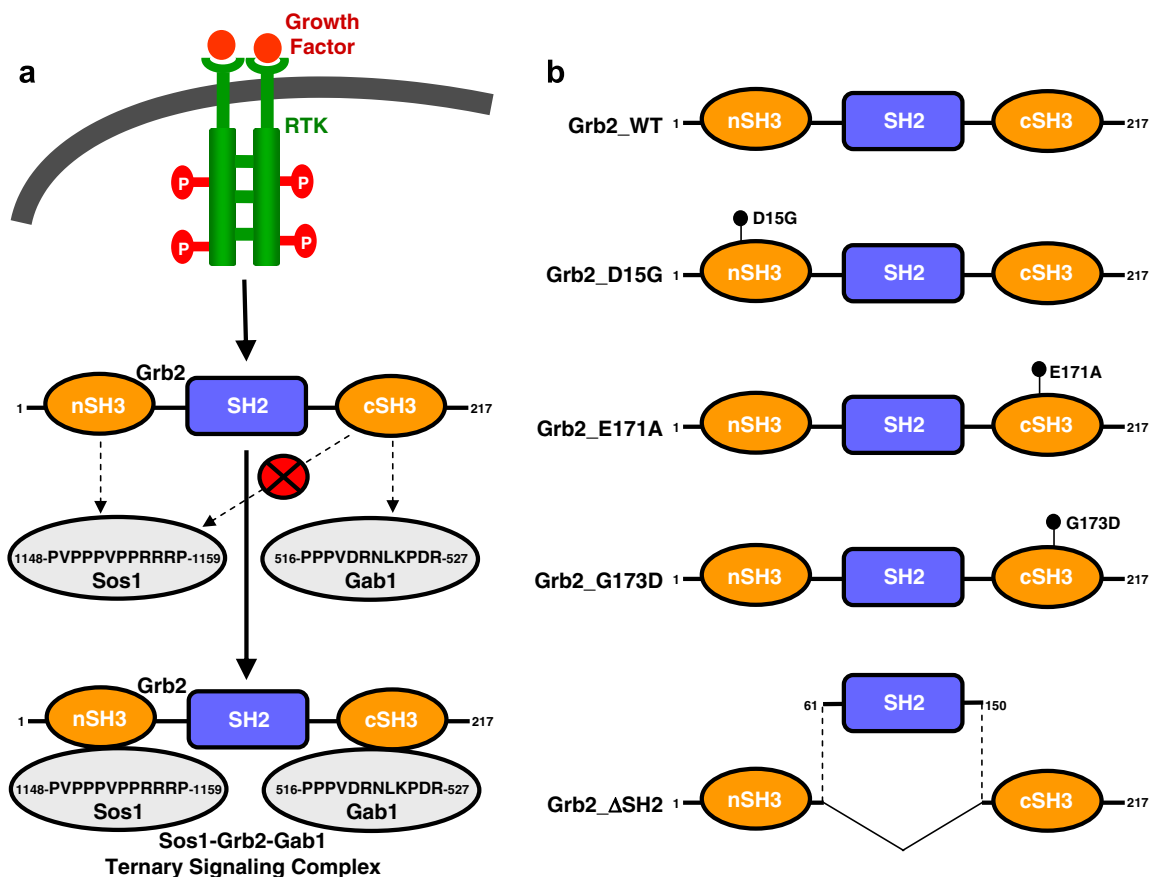 a
Growth
Factor
RTK
P P
P P
Grb2
1 nSH3 SH2 cSH3 217
1148-PVPPPVPPRRRP-1159
Sos1
516-PPPVDRNLKPDR-527
Gab1
Grb2
1 nSH3 SH2 cSH3 217
1148-PVPPPVPPRRRP-1159
Sos1
516-PPPVDRNLKPDR-527
Gab1
Sos1-Grb2-Gab1
Ternary Signaling Complex
b
Grb2_WT 1 nSH3 SH2 cSH3 217
D15G
Grb2_D15G 1 nSH3 SH2 cSH3 217
E171A
Grb2_E171A 1 nSH3 SH2 cSH3 217
G173D
Grb2_G173D 1 nSH3 SH2 cSH3 217
61 SH2 150
Grb2_ΔSH2 1 nSH3 cSH3 217